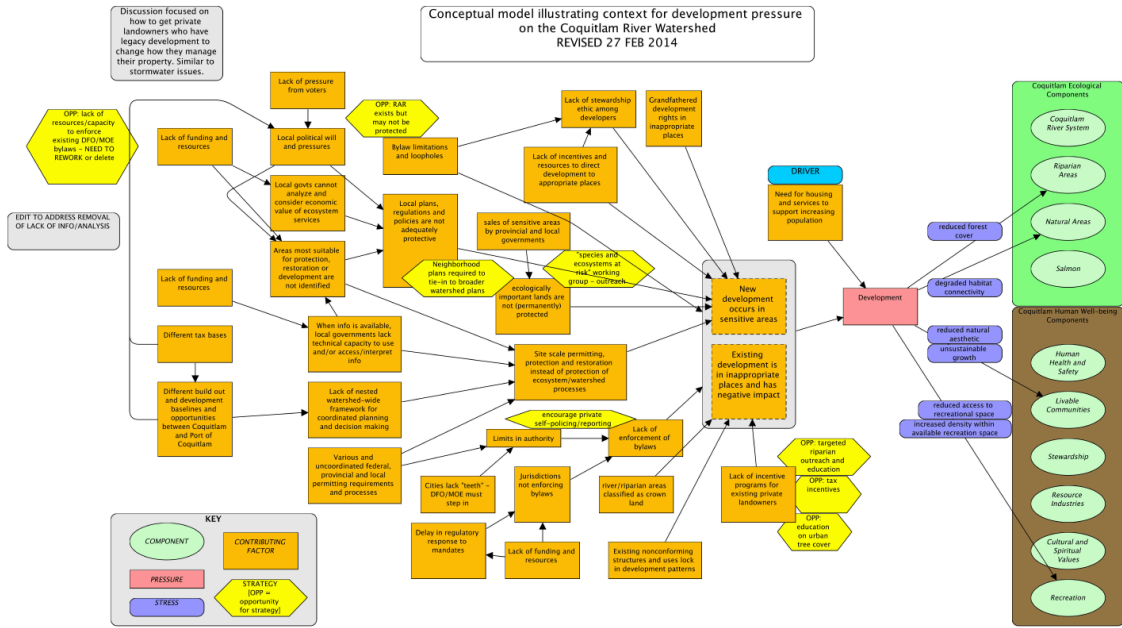 Discussion focused on
how to get private
landowners who have
legacy development to
change how they manage
their property. Similar to
stormwater issues.
Conceptual model illustrating context for development pressure
on the Coquitlam River Watershed
REVISED 27 FEB 2014
OPP: lack of
resources/capacity
to enforce
existing DFO/MOE
bylaws – NEED TO
REWORK or delete
EDIT TO ADDRESS REMOVAL
OF LACK OF INFO/ANALYSIS
Lack of pressure
from voters
Lack of funding and
resources
Local political will
and pressures
OPP: RAR
exists but
may not be
protected
Bylaw limitations
and loopholes
Lack of stewardship
ethic among
developers
Grandfathered
development
rights in
inappropriate
places
Lack of incentives and
resources to direct
development to
appropriate places
Local govts cannot
analyze and
consider economic
value of ecosystem
services
Local plans,
regulations and
policies are not
adequately
protective
sales of sensitive areas
by provincial and local
governments
DRIVER
Need for housing
and services to
support increasing
population
Areas most suitable
for protection,
restoration or
development are
not identified
Neighborhood
plans required to
tie-in to broader
watershed plans
"species and
ecosystems at
risk" working
group – outreach
ecologically
important lands are
not (permanently)
protected
Lack of funding and
resources
Different tax bases
When info is available,
local governments lack
technical capacity to use
and/or access/interpret
info
Different build out
and development
baselines and
opportunities
between Coquitlam
and Port of
Coquitlam
Lack of nested
watershed-wide
framework for
coordinated planning
and decision making
Site scale permitting,
protection and restoration
instead of protection of
ecosystem/watershed
processes
New
development
occurs in
sensitive areas
Existing
development is
in inappropriate
places and has
negative impact
Development
encourage private
self-policing/reporting
Limits in authority
Lack of
enforcement of
bylaws
Various and
uncoordinated federal,
provincial and local
permitting requirements
and processes
Cities lack "teeth" –
DFO/MOE must
step in
Jurisdictions
not enforcing
bylaws
river/riparian areas
classified as crown
land
Lack of incentive
programs for
existing private
landowners
OPP: targeted
riparian
outreach and
education
OPP: tax
incentives
OPP:
education
on urban
tree cover
Delay in regulatory
response to
mandates
Lack of funding and
resources
Existing nonconforming
structures and uses lock
in development patterns
reduced forest
cover
degraded habitat
connectivity
reduced natural
aesthetic
unsustainable
growth
reduced access to
recreational space
increased density within
available recreation space
Coquitlam Ecological
Components
Coquitlam
River System
Riparian
Areas
Natural Areas
Salmon
Coquitlam Human Well-being
Components
Human
Health and
Safety
Livable
Communities
Stewardship
Resource
Industries
Cultural and
Spiritual
Values
Recreation
KEY
COMPONENT
CONTRIBUTING
FACTOR
PRESSURE
STRESS
STRATEGY
[OPP =
opportunity
for strategy]